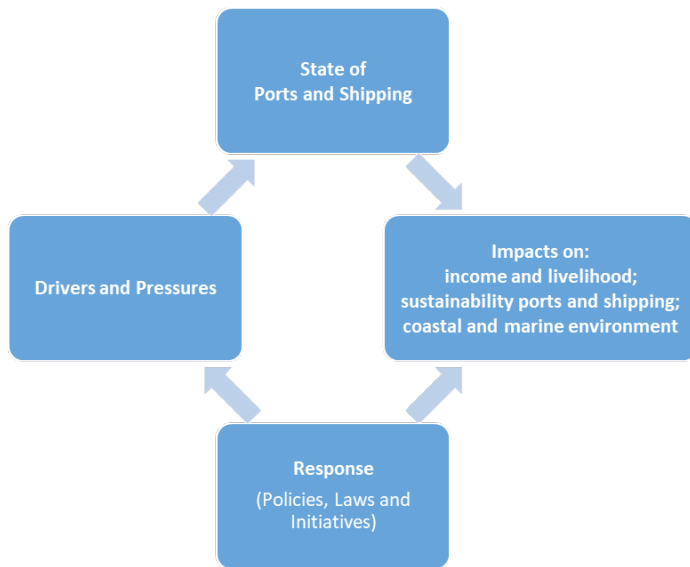 State of
Ports and Shipping
Drivers and Pressures
Impacts on:
income and livelihood;
sustainability ports and shipping;
coastal and marine environment
Response
(Policies, Laws and
Initiatives)